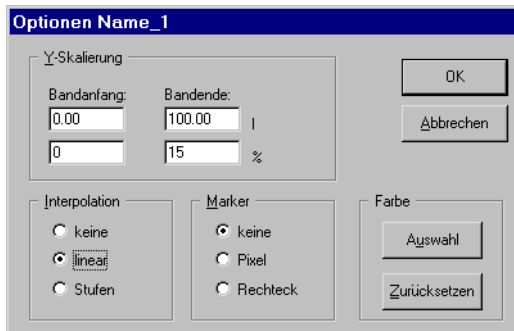 Optionen Name_1
Y-Skalierung
Bandanfang: Bandende:
0.00 100.00 l
0 15 %
OK
Abbrechen
Interpolation
keine
linear
Stufen
Marker
keine
Pixel
Rechteck
Farbe
Auswahl
Zurücksetzen